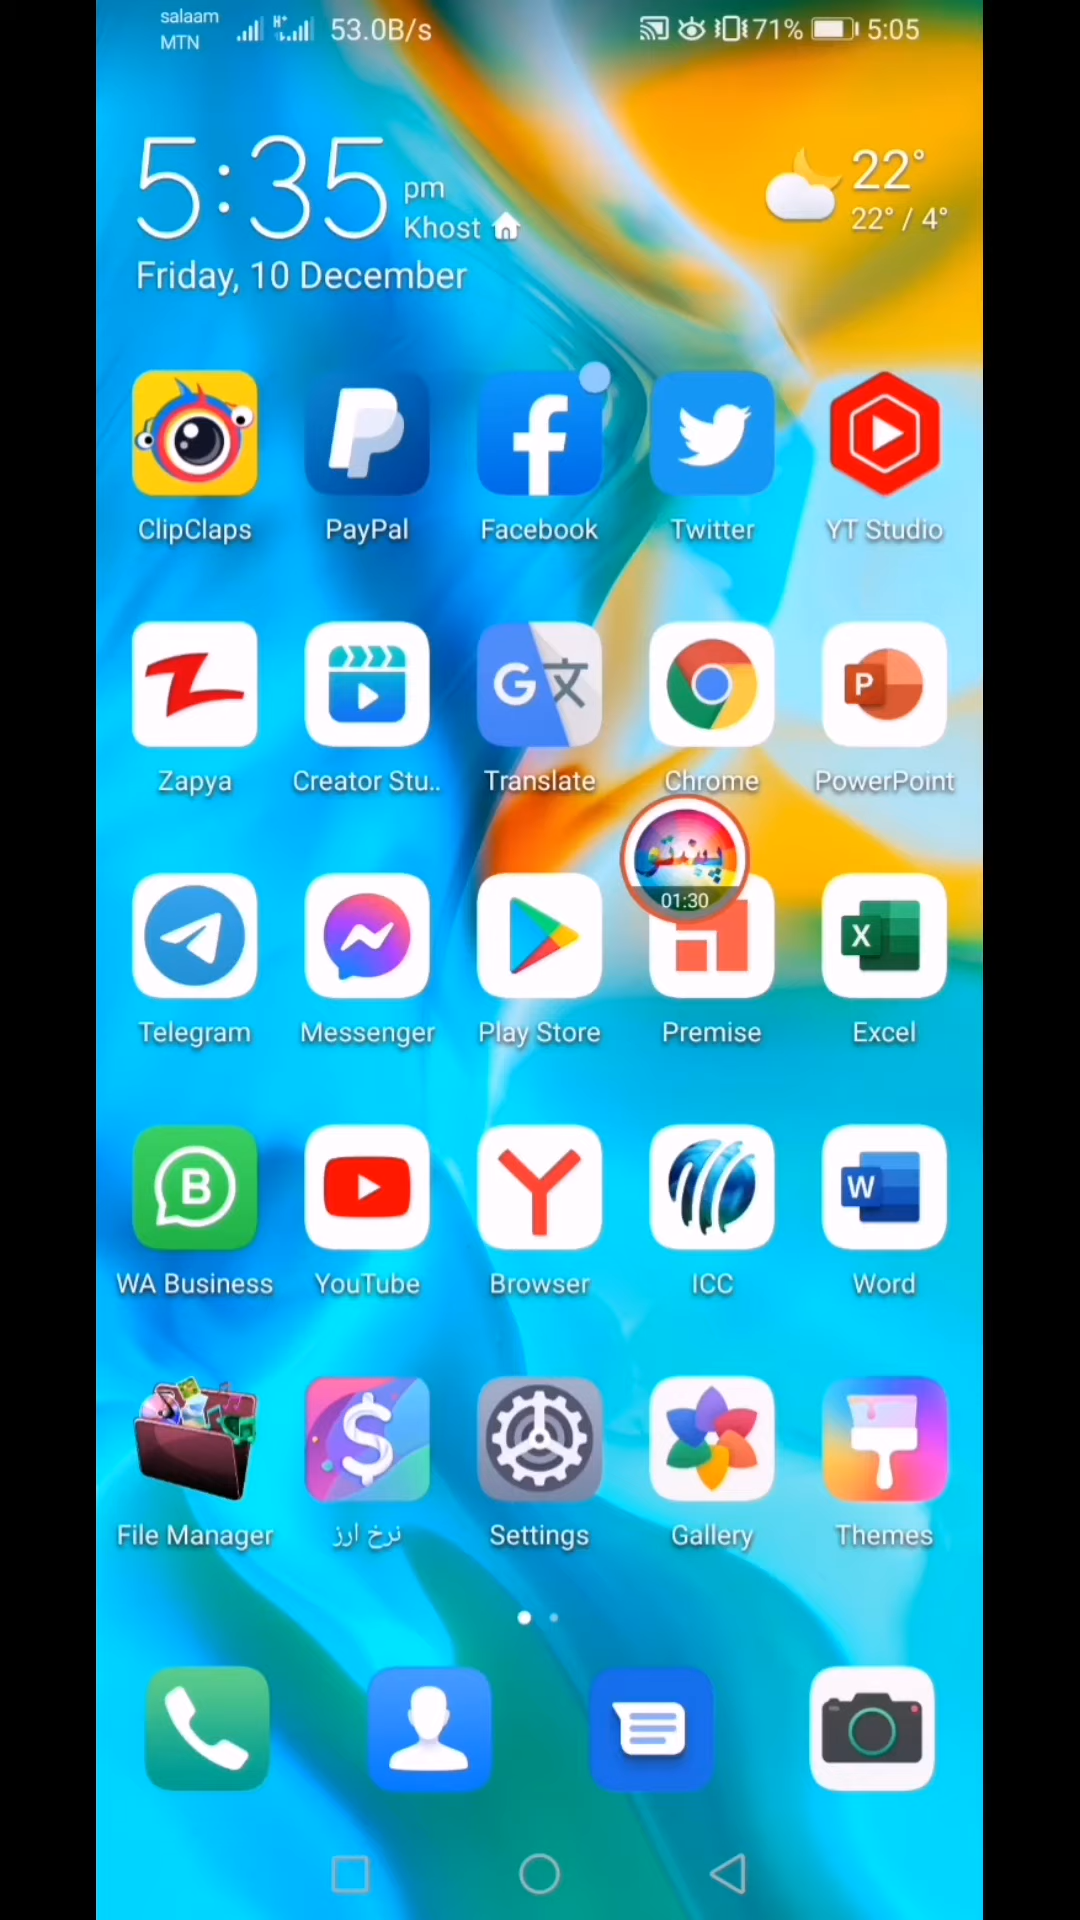 salaam
MTN
H+
53.0B/s
71%
5:05
5:35
pm
Khost
Friday, 10 December
22°
22° / 4°
ClipClaps
PayPal
Facebook
Twitter
YT Studio
Zapya
Creator Stu..
Translate
Chrome
PowerPoint
پښتو
01:30
Telegram
Messenger
Play Store
Premise
Excel
WA Business
YouTube
Browser
ICC
Word
File Manager
نرخ ارز
Settings
Gallery
Themes